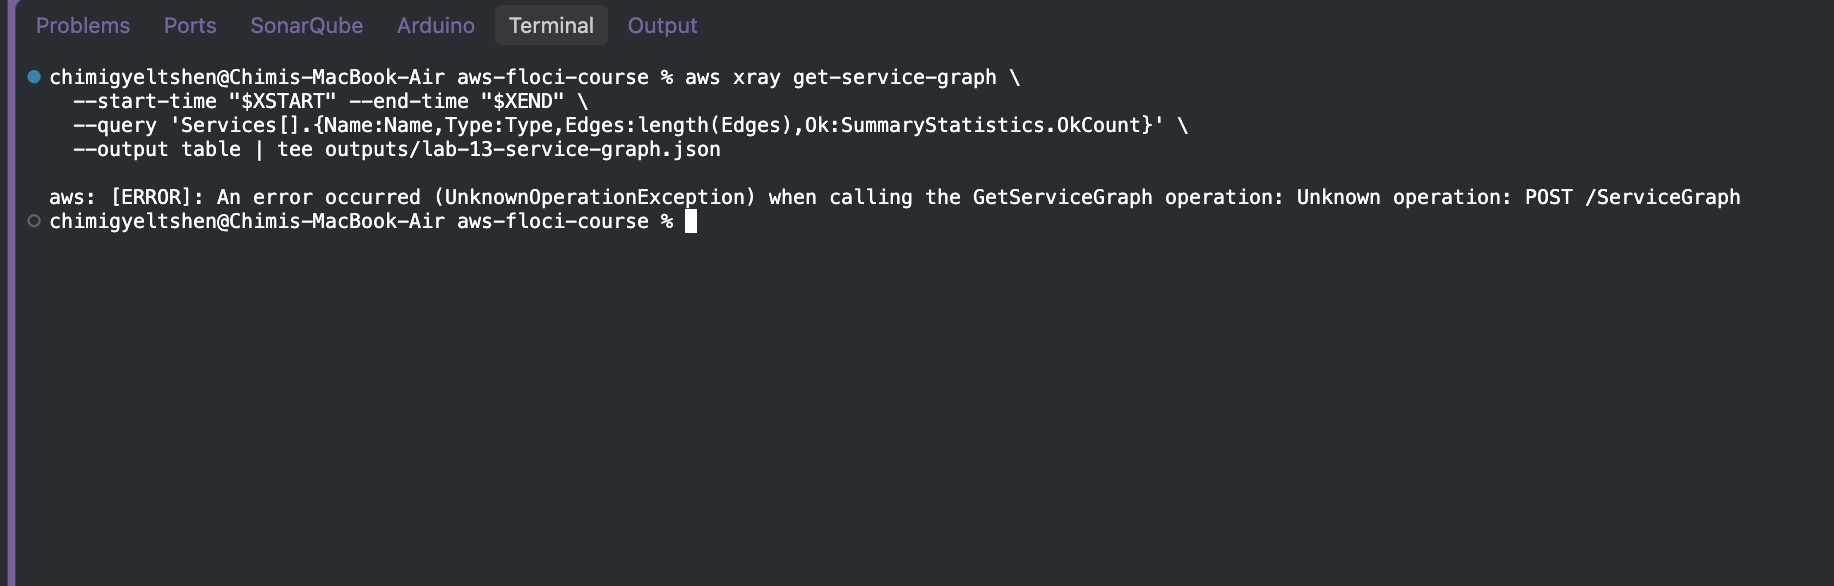 Problems Ports SonarQube Arduino Terminal Output
chimigyeltshen@Chimis-MacBook-Air aws-floci-course % aws xray get-service-graph \
--start-time "$XSTART" --end-time "$XEND" \
--query 'Services[].{Name:Name,Type:Type,Edges:length(Edges),Ok:SummaryStatistics.OkCount}' \
--output table | tee outputs/lab-13-service-graph.json
aws: [ERROR]: An error occurred (UnknownOperationException) when calling the GetServiceGraph operation: Unknown operation: POST /ServiceGraph
chimigyeltshen@Chimis-MacBook-Air aws-floci-course %